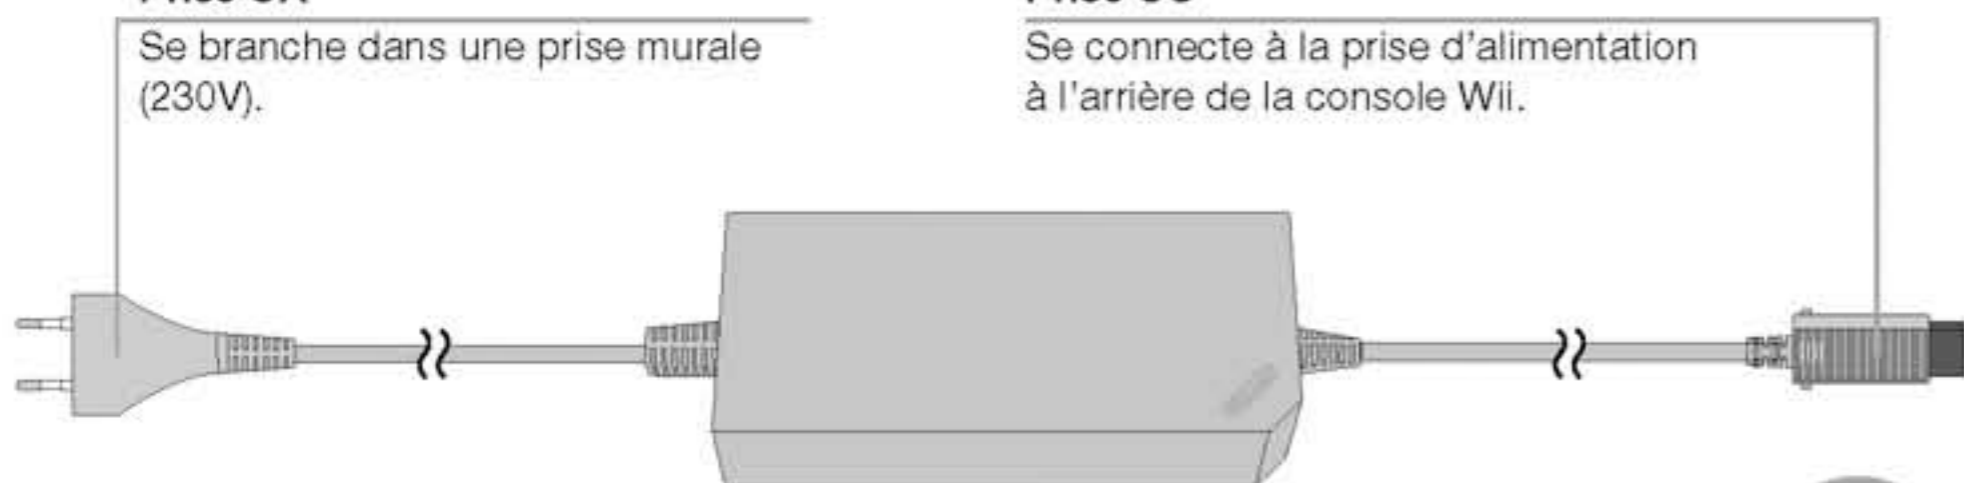 Se branche dans une prise murale
(230V).
Se connecte à la prise d'alimentation
à l'arrière de la console Wii.